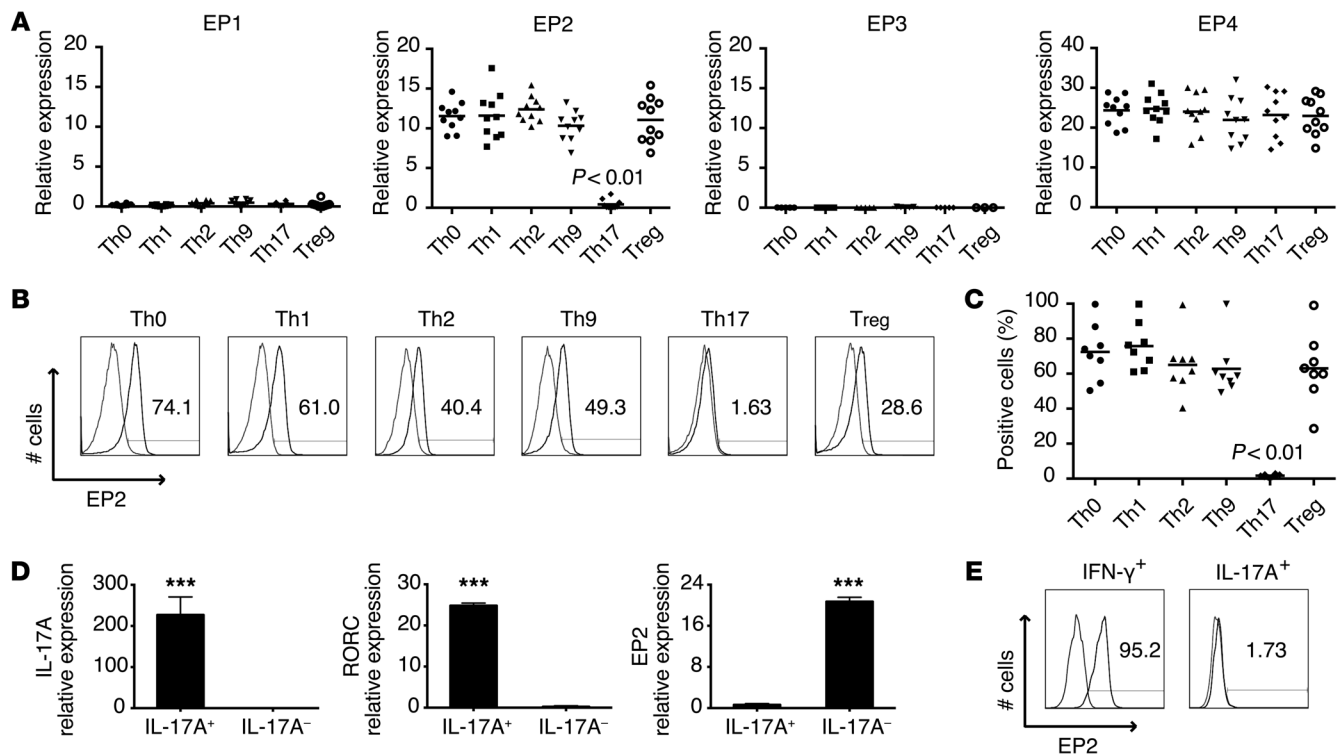 A
EP1
Relative expression
20
15
10
5
0
Th0 Th1 Th2 Th9 Th17 Treg
EP2
Relative expression
20
15
10
5
0
P < 0.01
Th0 Th1 Th2 Th9 Th17 Treg
EP3
Relative expression
20
15
10
5
0
Th0 Th1 Th2 Th9 Th17 Treg
EP4
Relative expression
40
30
20
10
0
Th0 Th1 Th2 Th9 Th17 Treg
B
Th0 Th1 Th2 Th9 Th17 Treg
74.1 61.0 40.4 49.3 1.63 28.6
# cells
EP2
C
Positive cells (%)
100
80
60
40
20
0
P < 0.01
Th0 Th1 Th2 Th9 Th17 Treg
D
IL-17A
relative expression
300
200
100
0
***
IL-17A⁺ IL-17A⁻
RORC
relative expression
30
20
10
0
***
IL-17A⁺ IL-17A⁻
EP2
relative expression
24
16
8
0
***
IL-17A⁺ IL-17A⁻
E
IFN-γ⁺ IL-17A⁺
95.2 1.73
# cells
EP2